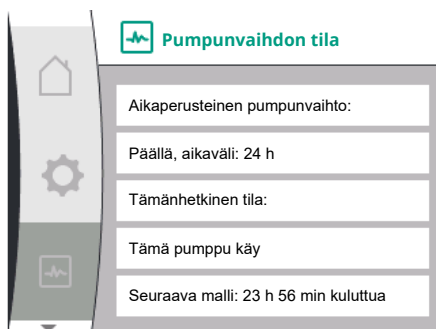 Pumpunvaihdon tila
Aikaperusteinen pumpunvaihto:
Päällä, aikaväli: 24 h
Tämänhetkinen tila:
Tämä pumppu käy
Seuraava malli: 23 h 56 min kuluttua